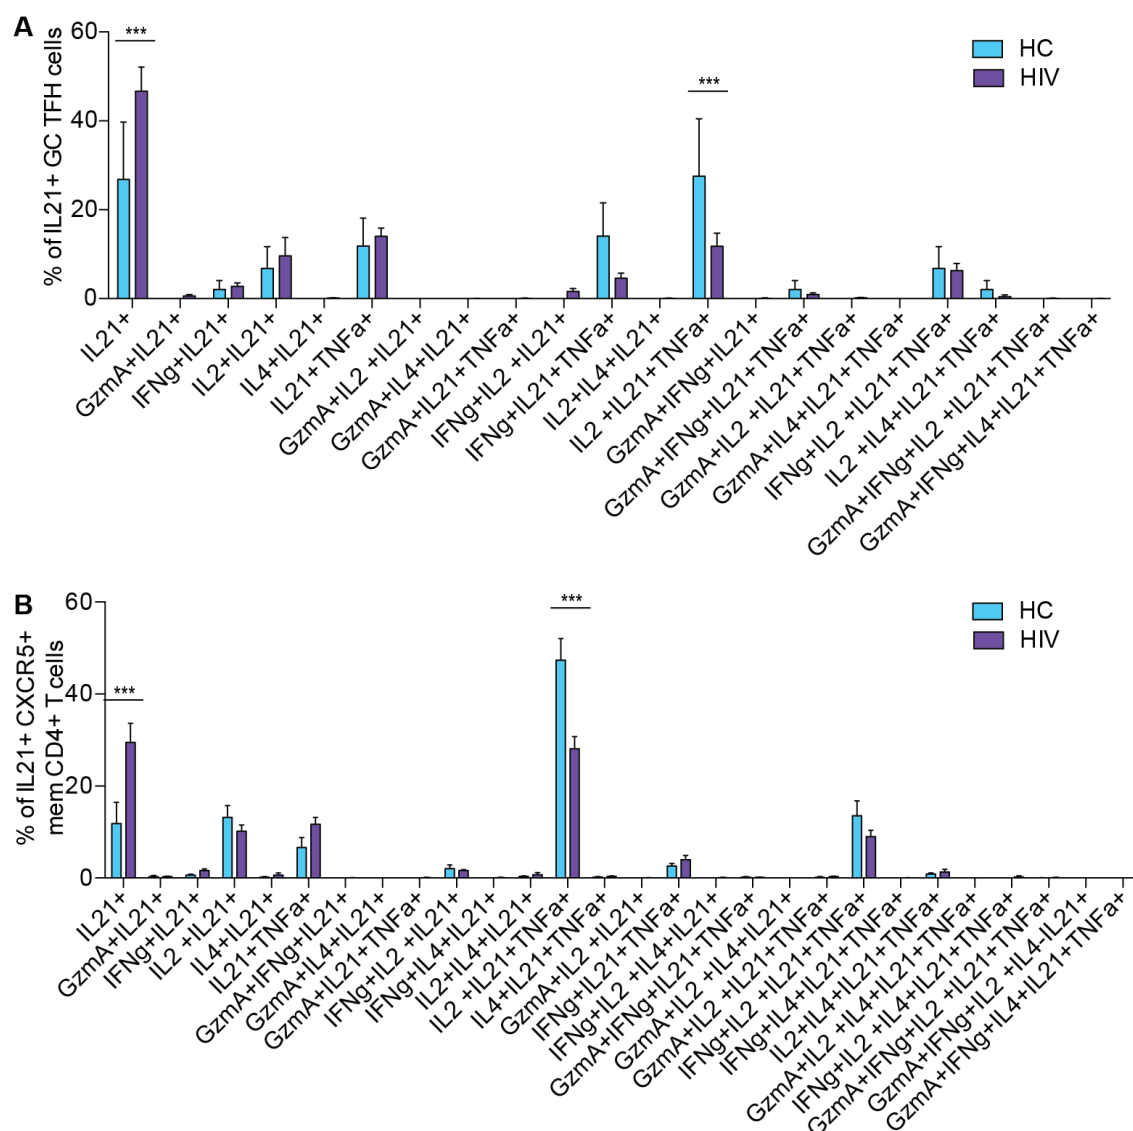 A
% of IL21+ GC TFH cells
60
40
20
0
***
***
HC
HIV
IL21+
GzmA+IL21+
IFNg+IL21+
IL2+IL21+
IL4+IL21+
IL21+TNFa+
GzmA+IL2 +IL21+
GzmA+IL4+IL21+
GzmA+IL21+TNFa+
IFNg+IL2 +IL21+
IFNg+IL21+TNFa+
IL2+IL4+IL21+
IL2 +IL21+TNFa+
GzmA+IFNg+IL21+
GzmA+IFNg+IL21+TNFa+
GzmA+IL2 +IL21+TNFa+
GzmA+IL4+IL21+TNFa+
IFNg+IL2 +IL21+TNFa+
IL2 +IL4+IL21+TNFa+
GzmA+IFNg+IL2 +IL21+TNFa+
GzmA+IFNg+IL4+IL21+TNFa+
B
% of IL21+ CXCR5+
mem CD4+ T cells
60
40
20
0
***
***
HC
HIV
IL21+
GzmA+IL21+
IFNg+IL21+
IL2 +IL21+
IL4+IL21+
IL21+TNFa+
GzmA+IFNg+IL21+
GzmA+IL4+IL21+
GzmA+IL21+TNFa+
IFNg+IL2 +IL21+
IFNg+IL4+IL21+
IL2+IL4+IL21+
IL2 +IL21+TNFa+
IL4+IL21+TNFa+
GzmA+IL2 +IL21+
IFNg+IL21+TNFa+
IFNg+IL2 +IL4+IL21+
GzmA+IFNg+IL21+TNFa+
GzmA+IL2 +IL4+IL21+
GzmA+IL2 +IL21+TNFa+
IFNg+IL2 +IL21+TNFa+
IFNg+IL4+IL21+TNFa+
IL2+IL4+IL21+TNFa+
GzmA+IL2 +IL4+IL21+TNFa+
IFNg+IL2 +IL4+IL21+TNFa+
GzmA+IFNg+IL2 +IL21+TNFa+
GzmA+IFNg+IL2 +IL4-IL21+
GzmA+IFNg+IL4+IL21+TNFa+